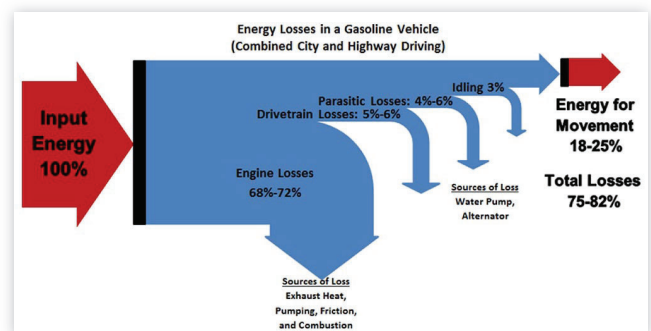 Energy Losses in a Gasoline Vehicle
(Combined City and Highway Driving)
Input
Energy
100%
Idling 3%
Parasitic Losses: 4%-6%
Drivetrain Losses: 5%-6%
Engine Losses
68%-72%
Energy for
Movement
18-25%
Total Losses
75-82%
Sources of Loss
Water Pump,
Alternator
Sources of Loss
Exhaust Heat,
Pumping, Friction,
and Combustion